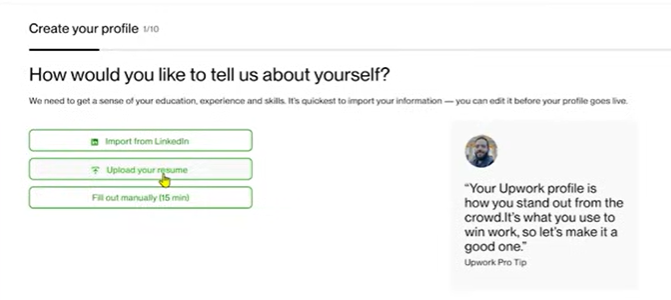 Create your profile 1/10
How would you like to tell us about yourself?
We need to get a sense of your education, experience and skills. It's quickest to import your information — you can edit it before your profile goes live.
Import from LinkedIn
Upload your resume
Fill out manually (15 min)
“Your Upwork profile is
how you stand out from the
crowd.It's what you use to
win work, so let's make it a
good one.”
Upwork Pro Tip